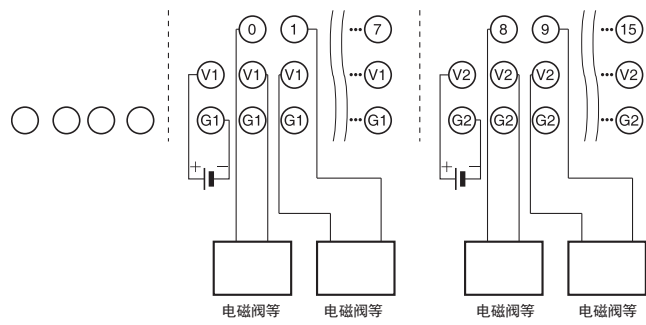 0 1 ••• 7 8 9 ••• 15
V1 V1 V1 ••• V1 V2 V2 V2 ••• V2
G1 G1 G1 ••• G1 G2 G2 G2 ••• G2
+ − + −
电磁阀等 电磁阀等 电磁阀等 电磁阀等